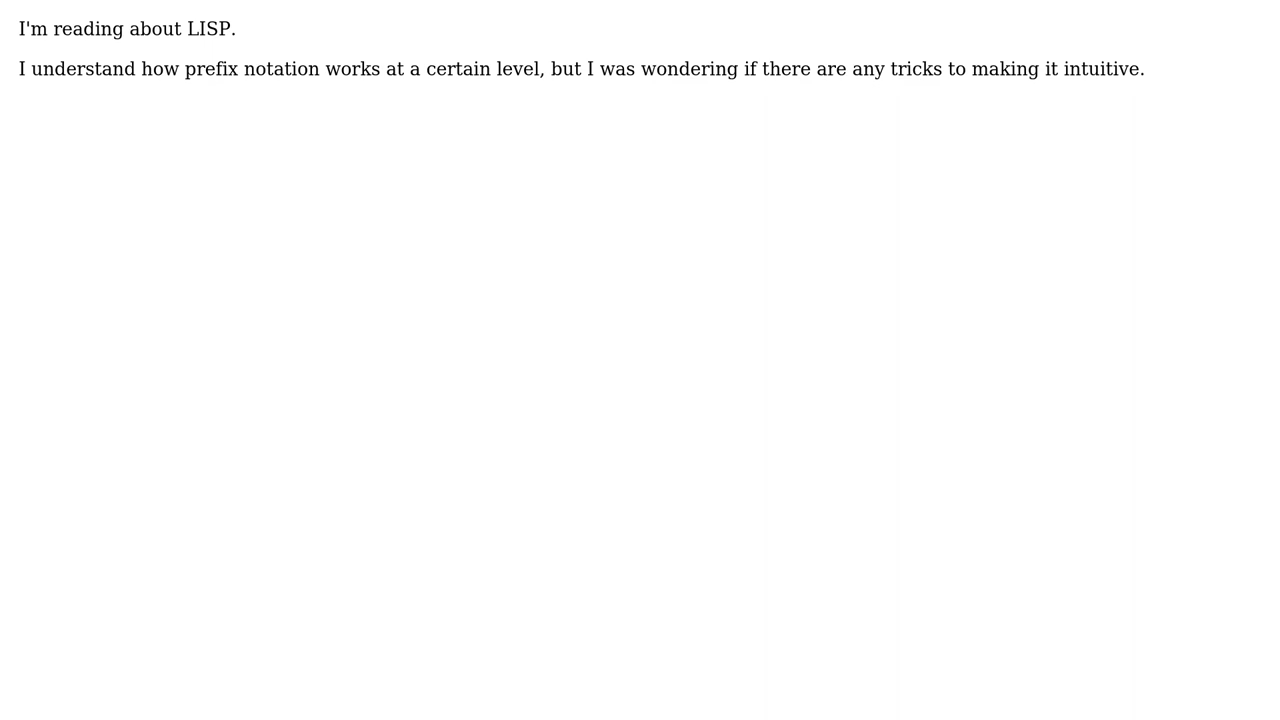 I'm reading about LISP.
I understand how prefix notation works at a certain level, but I was wondering if there are any tricks to making it intuitive.